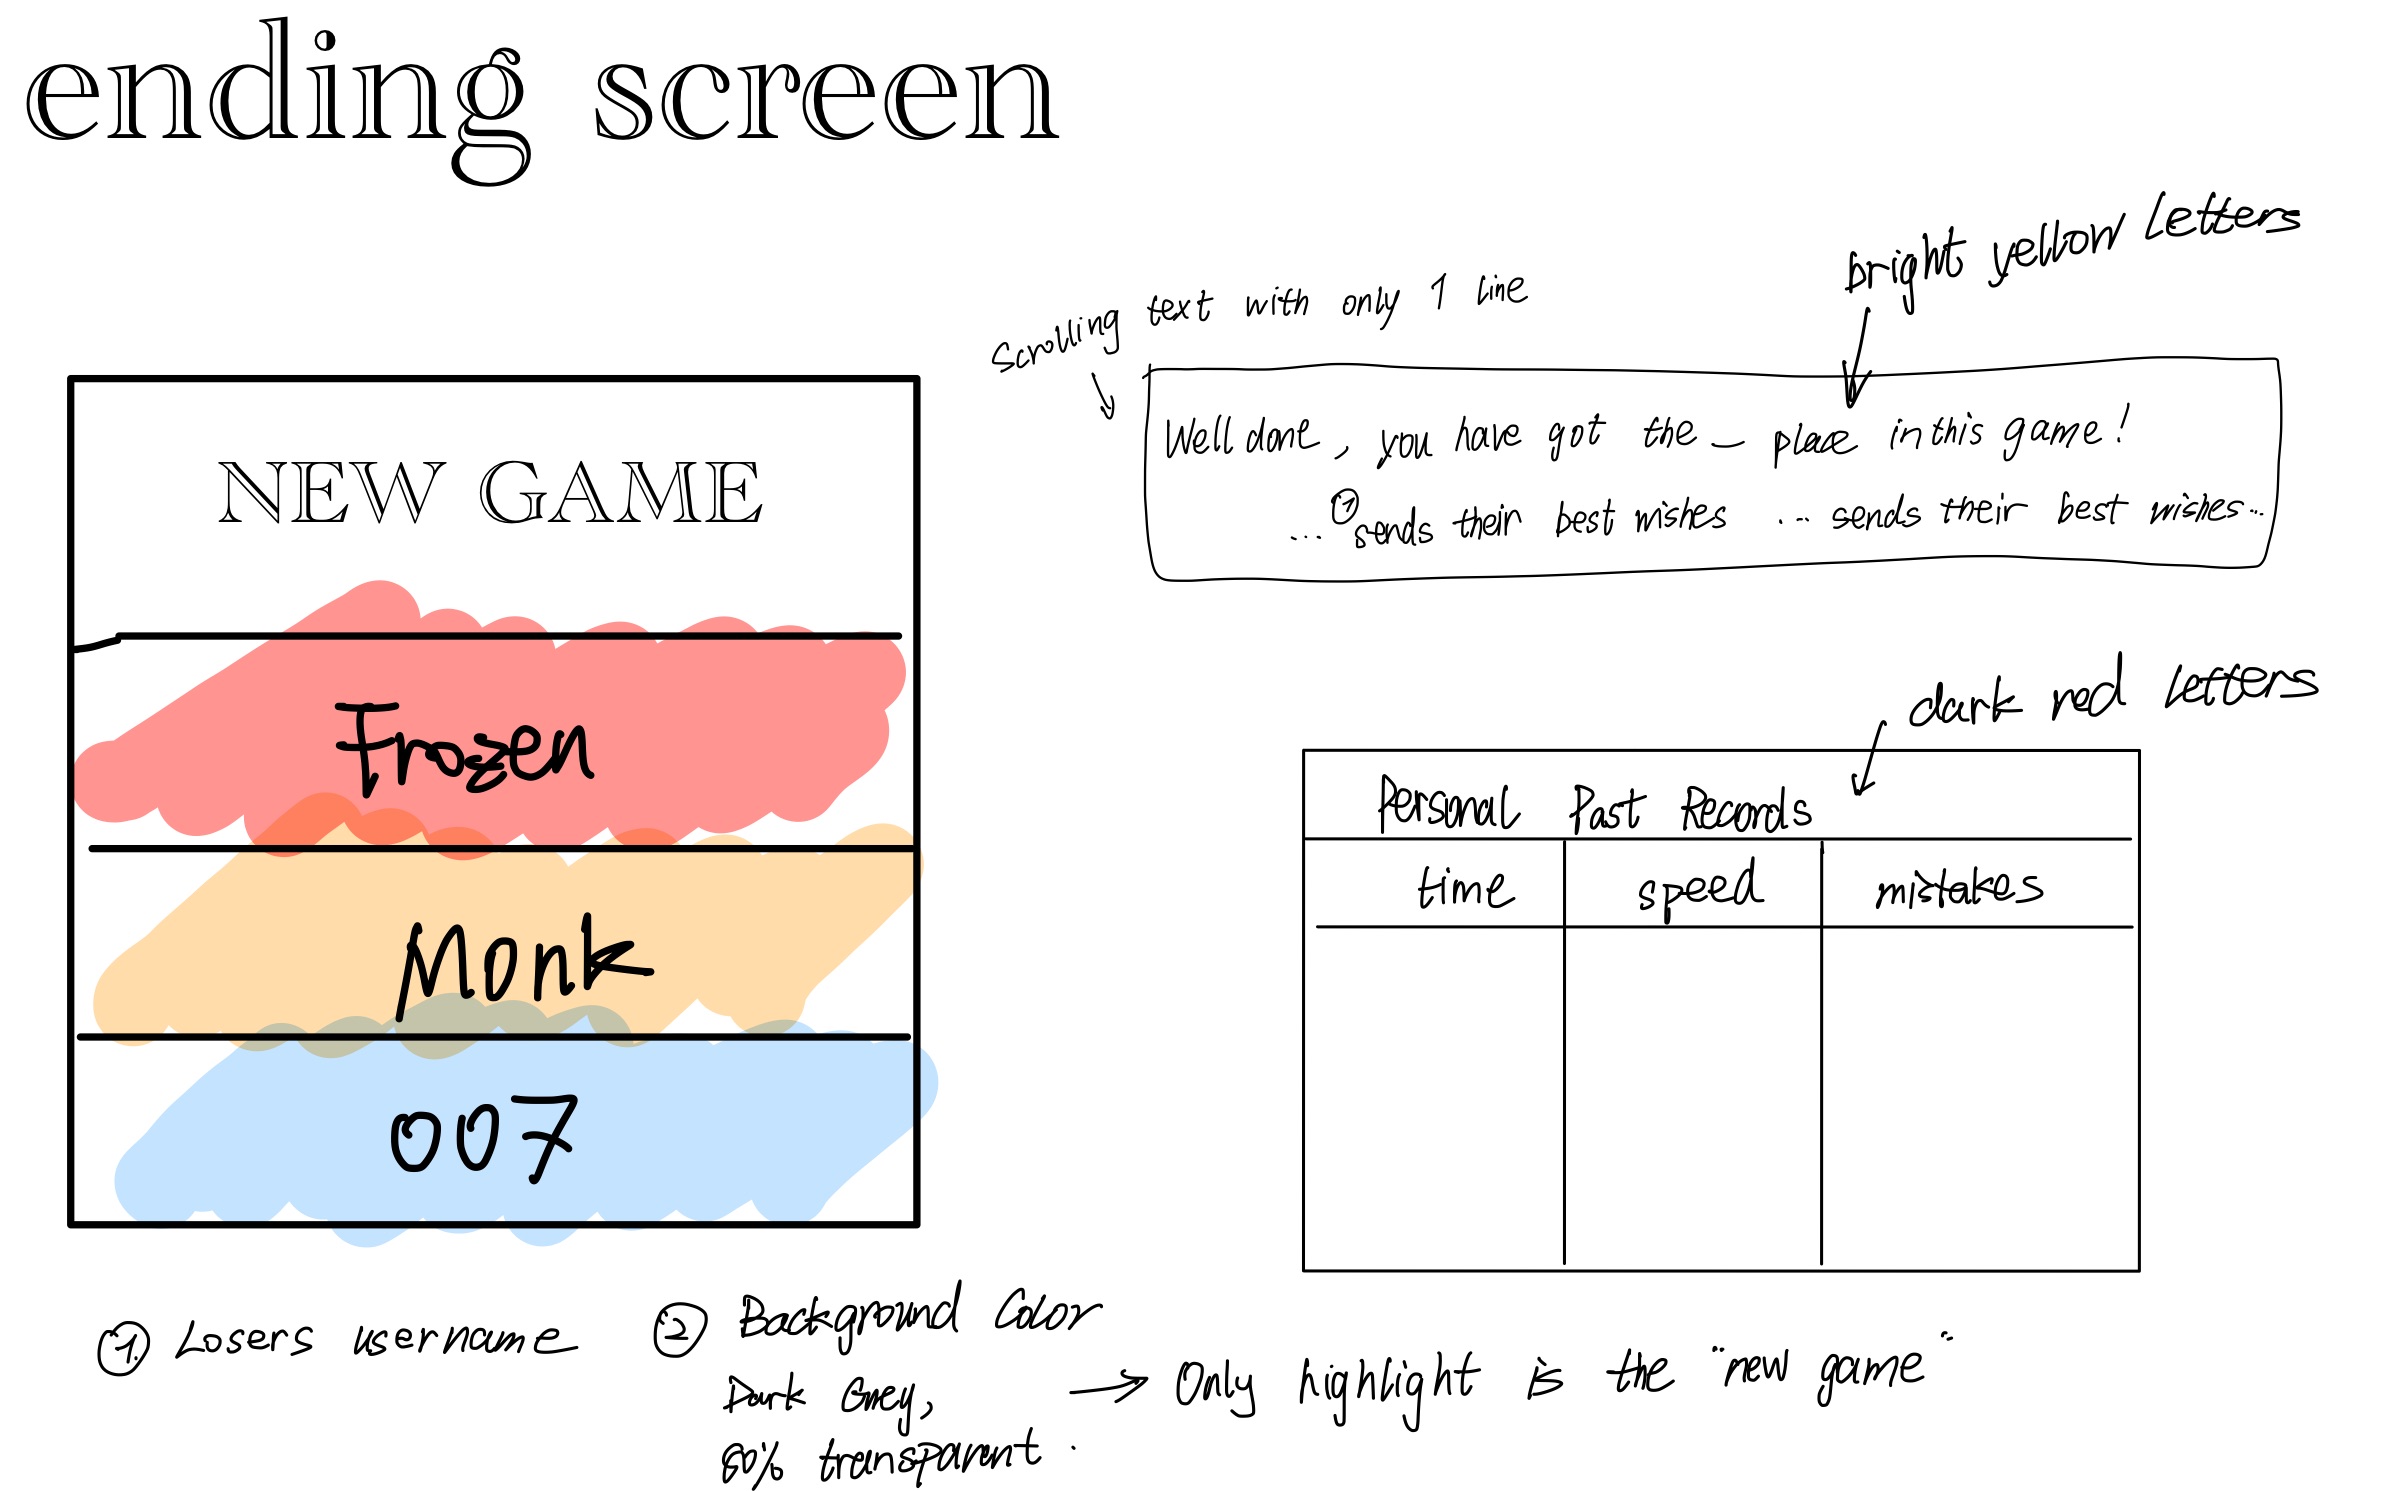 ending screen
bright yellow letters
Scrolling text with only 1 line
Well done, you have got the _ place in this game!
... ① sends their best wishes ... sends their best wishes...
NEW GAME
Frozen
Monk
007
dark red letters
Personal Past Records
time speed mistakes
① Losers username
② Background Color
Dark Grey,
% transparant.
→ Only highlight is the "new game"